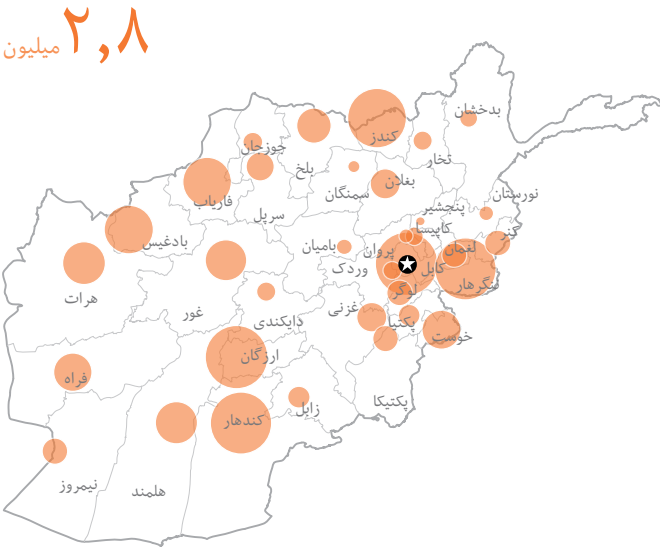 ۲,۸ میلیون
بدخشان
کندز
تخار
جوزجان
بلخ
بغلان
سمنگان
نورستان
فاریاب
سرپل
پنجشیر
کاپیسا
کنر
بادغیس
بامیان
پروان
لغمان
وردک
کابل
ننگرهار
هرات
لوگر
غور
غزنی
دایکندی
پکتیا
خوست
ارزگان
فراه
پکتیکا
زابل
کندهار
نیمروز
هلمند